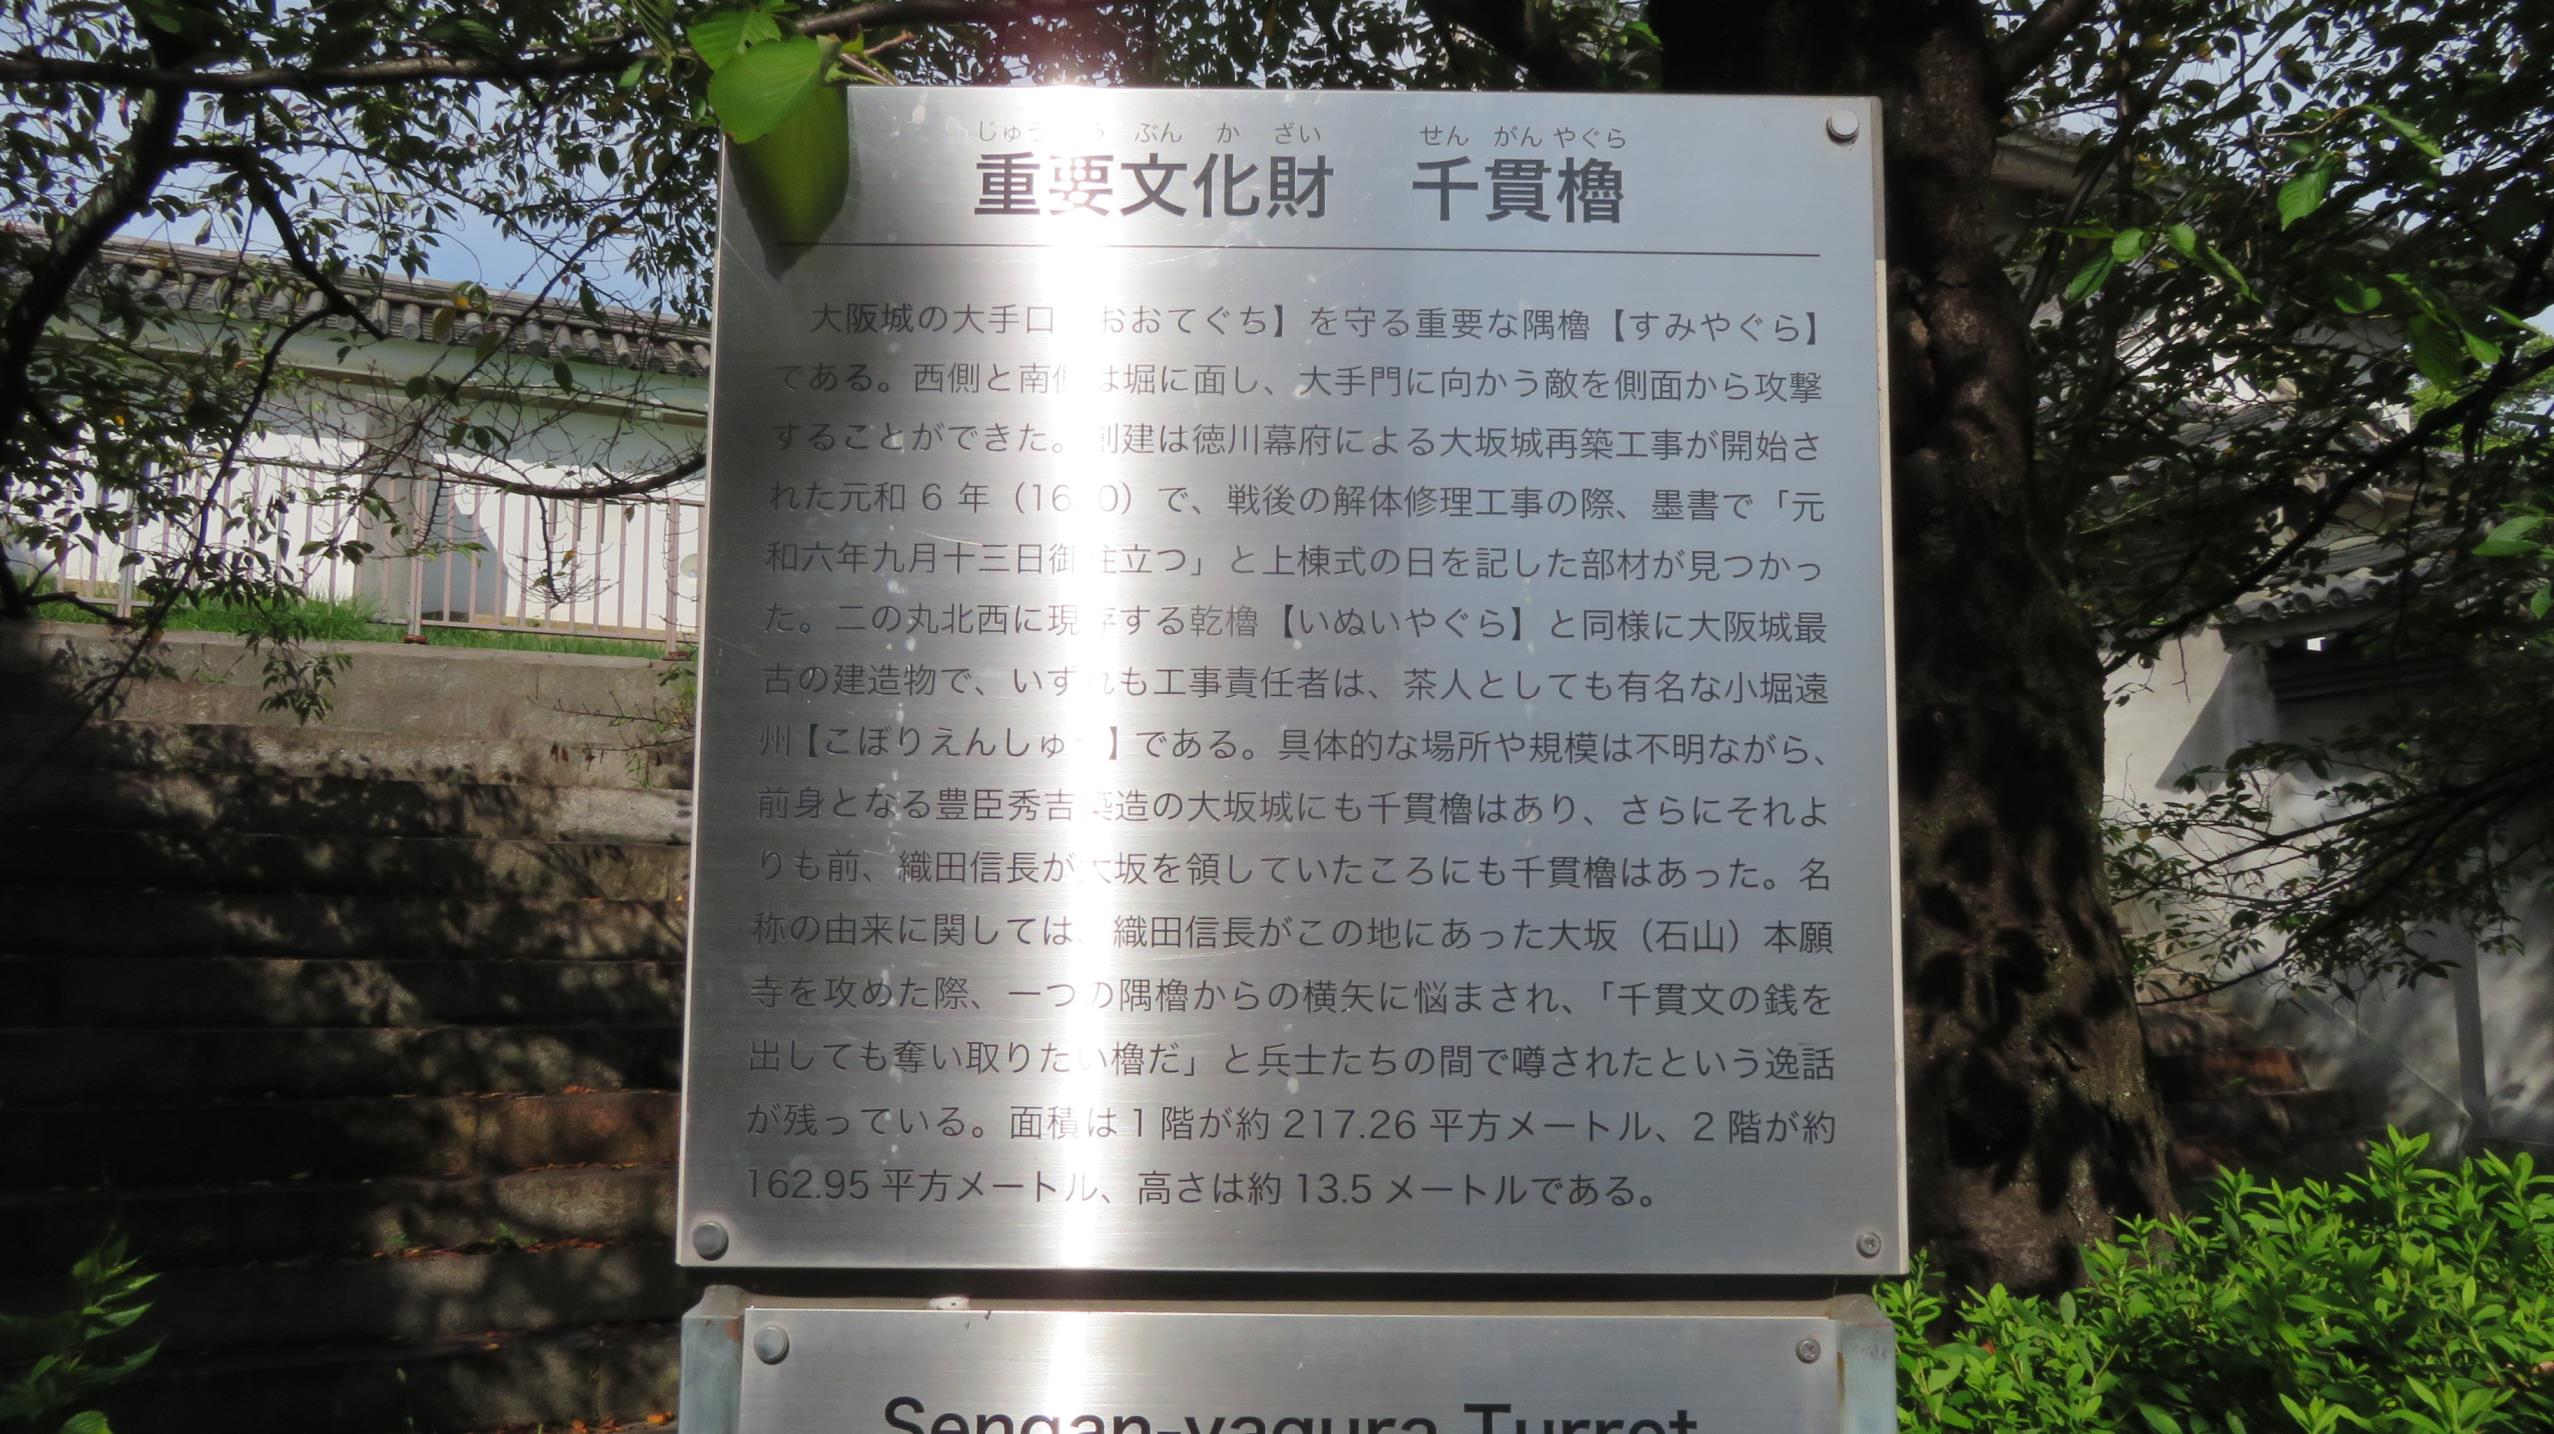 じゅう ぶん か ざい せん がん やぐら
重要文化財 千貫櫓
大阪城の大手口 おおてぐち】を守る重要な隅櫓【すみやぐら】
である。西側と南側は堀に面し、大手門に向かう敵を側面から攻撃
することができた。創建は徳川幕府による大坂城再築工事が開始さ
れた元和6年(1620)で、戦後の解体修理工事の際、墨書で「元
和六年九月十三日御柱立つ」と上棟式の日を記した部材が見つかっ
た。二の丸北西に現存する乾櫓【いぬいやぐら】と同様に大阪城最
古の建造物で、いずれも工事責任者は、茶人としても有名な小堀遠
州【こぼりえんしゅう】である。具体的な場所や規模は不明ながら、
前身となる豊臣秀吉築造の大坂城にも千貫櫓はあり、さらにそれよ
りも前、織田信長が大坂を領していたころにも千貫櫓はあった。名
称の由来に関しては、織田信長がこの地にあった大坂(石山)本願
寺を攻めた際、一つの隅櫓からの横矢に悩まされ、「千貫文の銭を
出しても奪い取りたい櫓だ」と兵士たちの間で噂されたという逸話
が残っている。面積は1階が約217.26平方メートル、2階が約
162.95平方メートル、高さは約13.5メートルである。
Sengan-yagura Turret